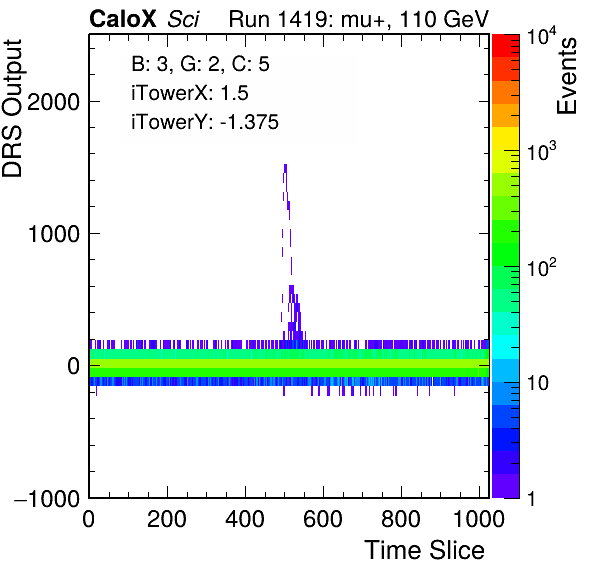 CaloX Sci Run 1419: mu+, 110 GeV
B: 3, G: 2, C: 5
iTowerX: 1.5
iTowerY: -1.375
DRS Output
2000
1000
0
−1000
0 200 400 600 800 1000
Time Slice
Events
10^4
10^3
10^2
10
1